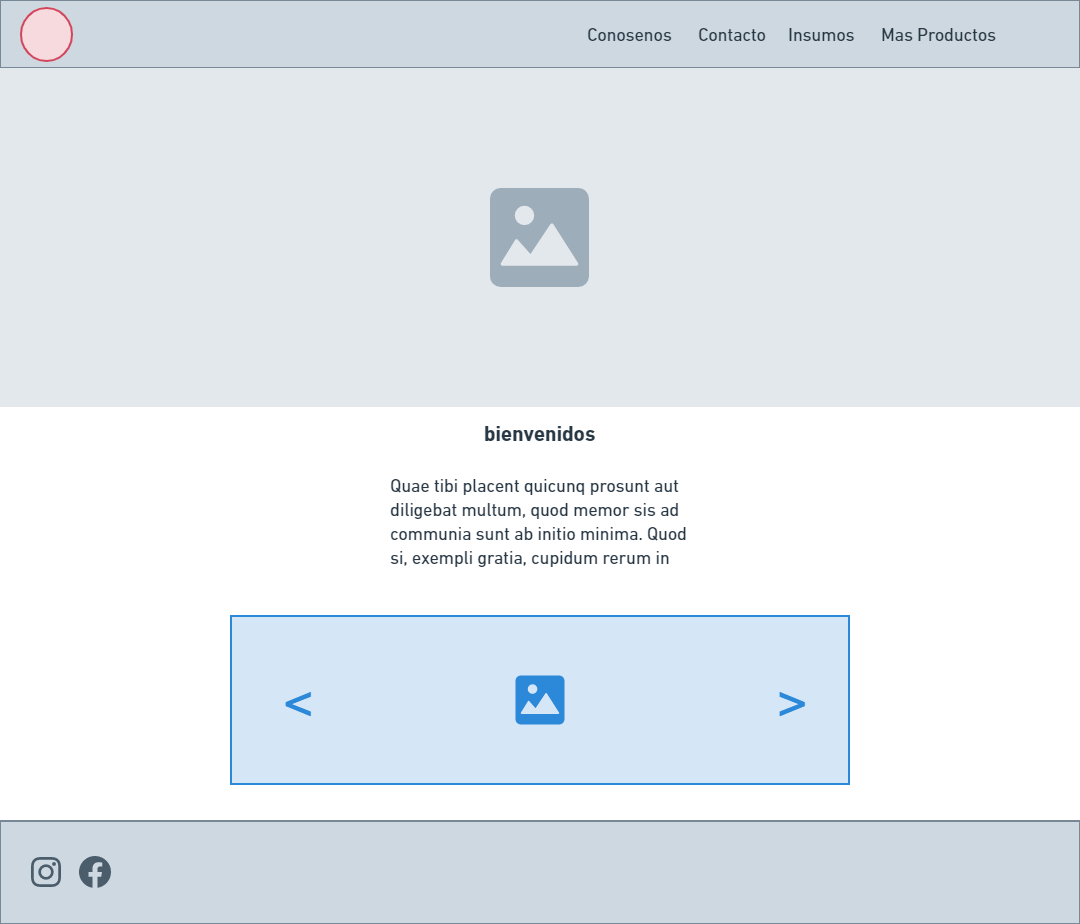 Conosenos Contacto Insumos Mas Productos
bienvenidos
Quae tibi placent quicunq prosunt aut
diligebat multum, quod memor sis ad
communia sunt ab initio minima. Quod
si, exempli gratia, cupidum rerum in
< >